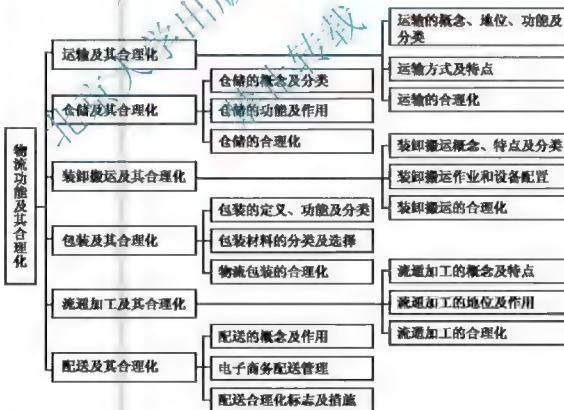 运输的概念、地位、功能及
分类
运输及其合理化
运输方式及特点
仓储的概念及分类
运输的合理化
仓储及其合理化
仓储的功能及作用
仓储的合理化
装卸搬运概念、特点及分类
物流功能及其合理化
装卸搬运及其合理化
装卸搬运作业和设备配置
包装的定义、功能及分类
装卸搬运的合理化
包装及其合理化
包装材料的分类及选择
物流包装的合理化
流通加工的概念及特点
流通加工及其合理化
流通加工的地位及作用
配送的概念及作用
流通加工的合理化
配送及其合理化
电子商务配送管理
配送合理化标志及措施